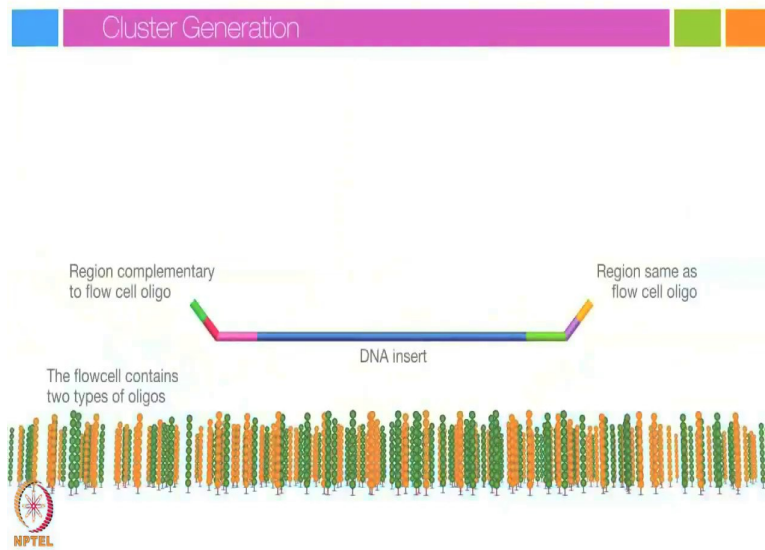 Cluster Generation
Region complementary
to flow cell oligo
Region same as
flow cell oligo
DNA insert
The flowcell contains
two types of oligos
NPTEL